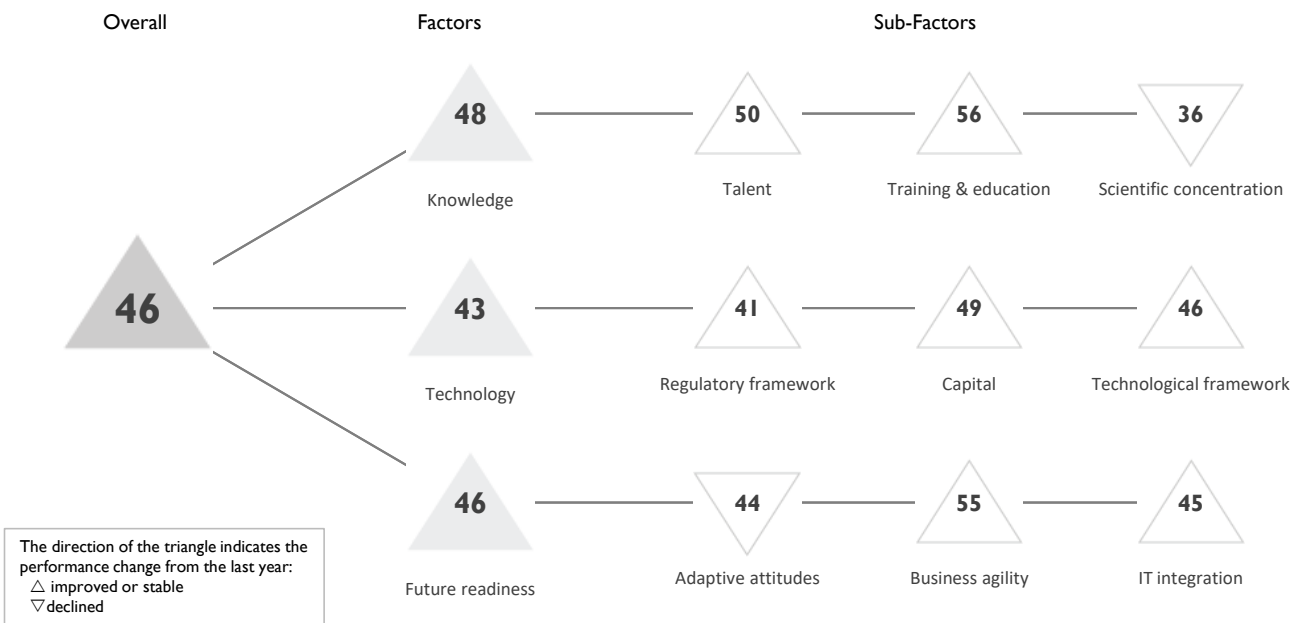 Overall Factors Sub-Factors
48 50 56 36
Knowledge Talent Training & education Scientific concentration
46 43 41 49 46
Technology Regulatory framework Capital Technological framework
46 44 55 45
Future readiness Adaptive attitudes Business agility IT integration
The direction of the triangle indicates the
performance change from the last year:
△ improved or stable
▽ declined